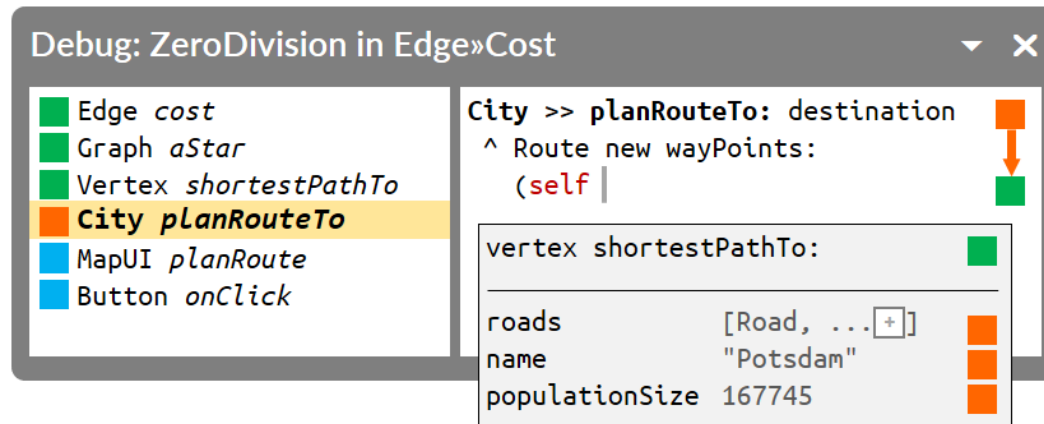 Debug: ZeroDivision in Edge»Cost
Edge cost
Graph aStar
Vertex shortestPathTo
City planRouteTo
MapUI planRoute
Button onClick
City >> planRouteTo: destination
^ Route new wayPoints:
(self
vertex shortestPathTo:
roads [Road, ...+]
name "Potsdam"
populationSize 167745